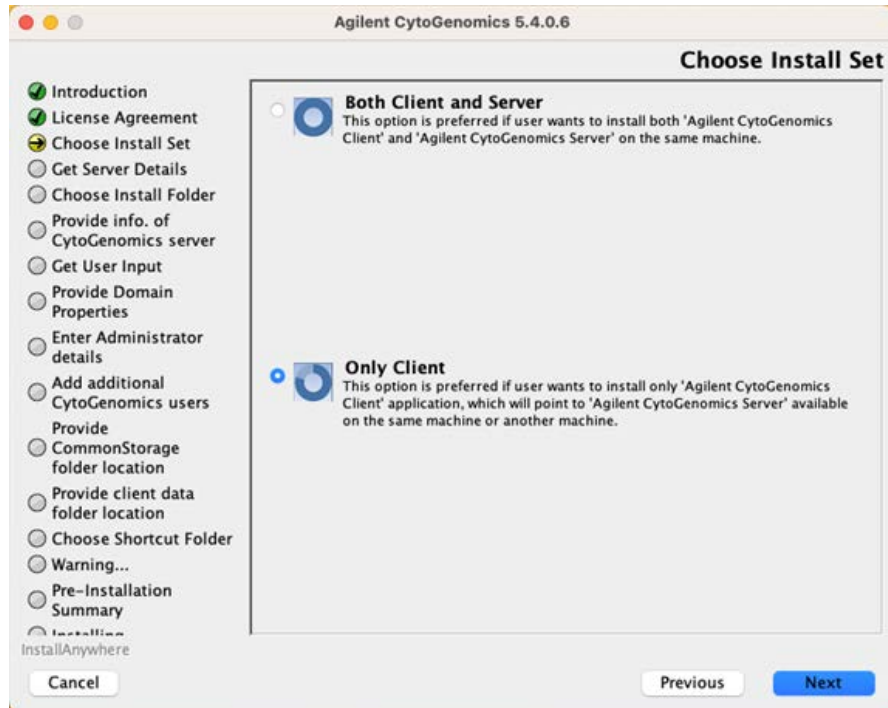 Agilent CytoGenomics 5.4.0.6
Choose Install Set
Introduction
License Agreement
Choose Install Set
Get Server Details
Choose Install Folder
Provide info. of
CytoGenomics server
Get User Input
Provide Domain
Properties
Enter Administrator
details
Add additional
CytoGenomics users
Provide
CommonStorage
folder location
Provide client data
folder location
Choose Shortcut Folder
Warning...
Pre-Installation
Summary
Installing
Both Client and Server
This option is preferred if user wants to install both 'Agilent CytoGenomics
Client' and 'Agilent CytoGenomics Server' on the same machine.
Only Client
This option is preferred if user wants to install only 'Agilent CytoGenomics
Client' application, which will point to 'Agilent CytoGenomics Server' available
on the same machine or another machine.
InstallAnywhere
Cancel
Previous
Next